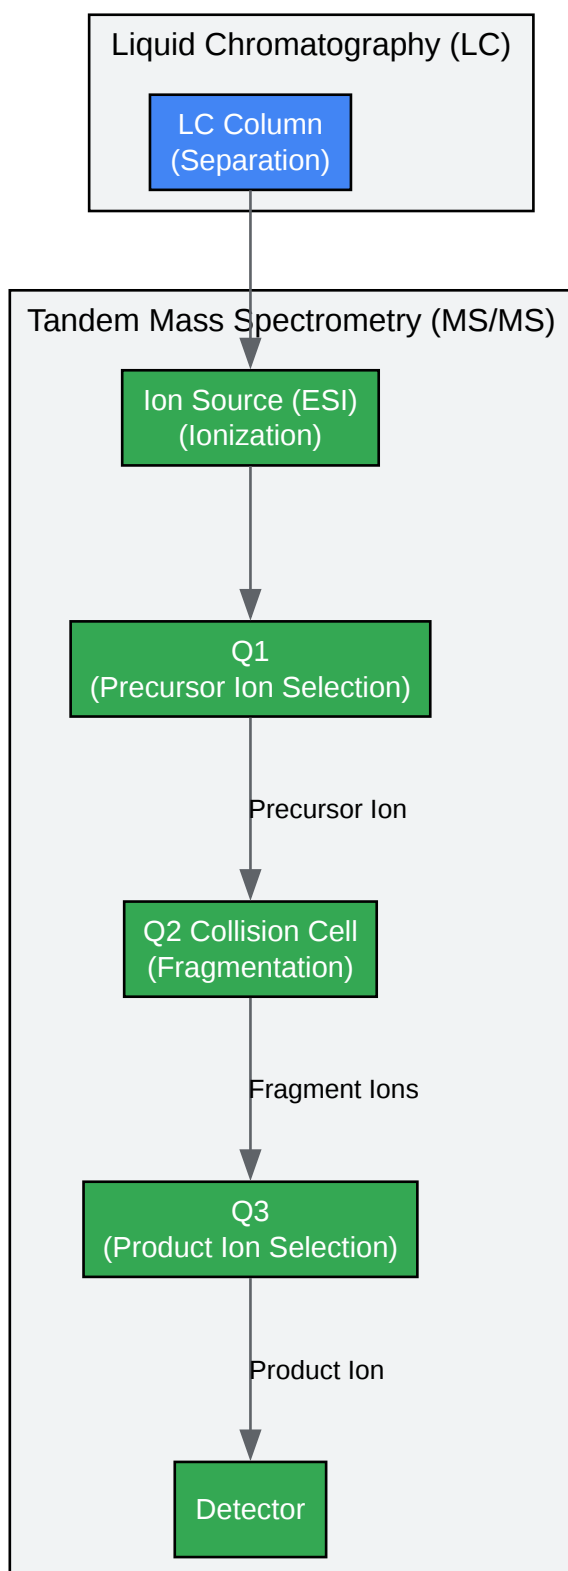 Liquid Chromatography (LC)
LC Column
(Separation)
Tandem Mass Spectrometry (MS/MS)
Ion Source (ESI)
(Ionization)
Q1
(Precursor Ion Selection)
Precursor Ion
Q2 Collision Cell
(Fragmentation)
Fragment Ions
Q3
(Product Ion Selection)
Product Ion
Detector